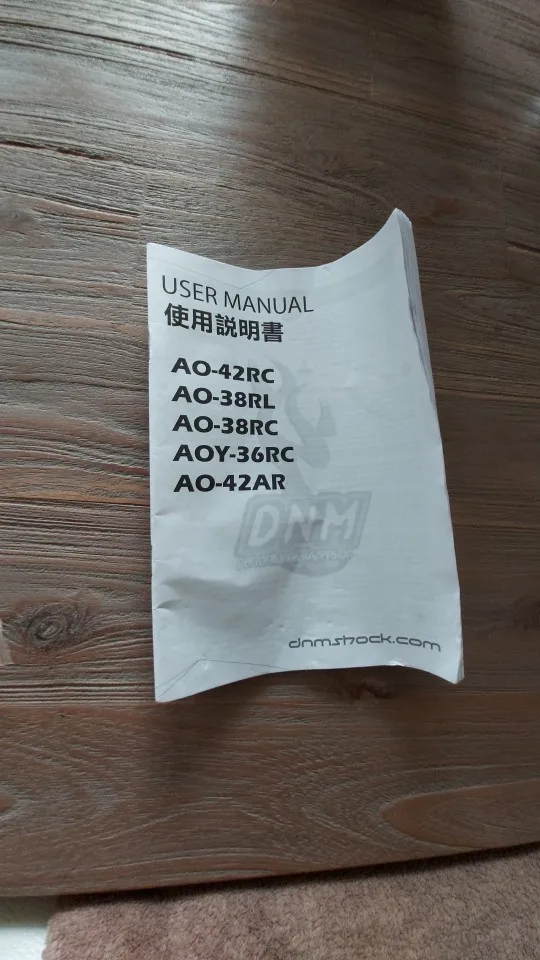 USER MANUAL
使用説明書
AO-42RC
AO-38RL
AO-38RC
AOY-36RC
AO-42AR
DNM
dnmshock.com